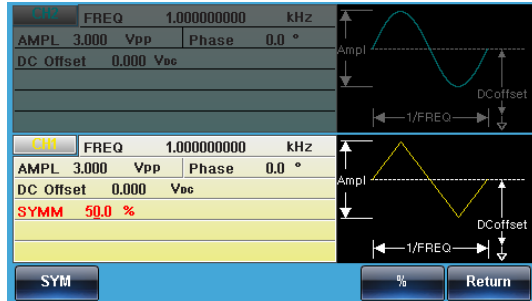 CH2 FREQ 1.000000000 kHz
AMPL 3.000 Vpp Phase 0.0 °
DC Offset 0.000 VDC
Ampl
DCoffset
1/FREQ
CH1 FREQ 1.000000000 kHz
AMPL 3.000 Vpp Phase 0.0 °
DC Offset 0.000 VDC
SYMM 50.0 %
Ampl
DCoffset
1/FREQ
SYM % Return